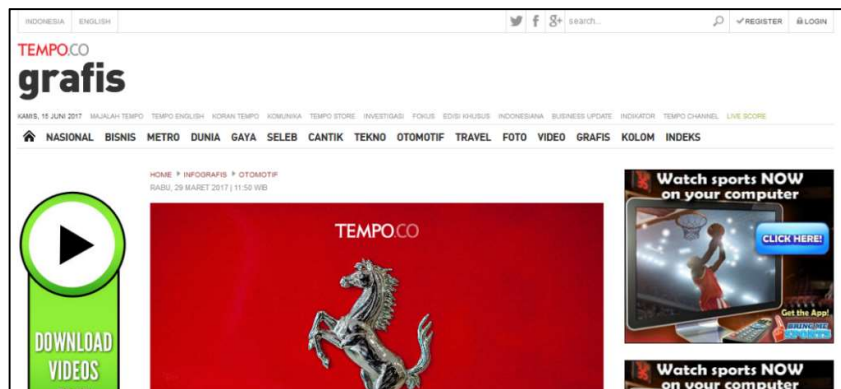 INDONESIA ENGLISH
search... REGISTER LOGIN
TEMPO.CO
grafis
KAMIS, 15 JUNI 2017 MAJALAH TEMPO TEMPO ENGLISH KORAN TEMPO KOMUNIKA TEMPO STORE INVESTIGASI FOKUS EDISI KHUSUS INDONESIANA BUSINESS UPDATE INDIKATOR TEMPO CHANNEL LIVE SCORE
NASIONAL BISNIS METRO DUNIA GAYA SELEB CANTIK TEKNO OTOMOTIF TRAVEL FOTO VIDEO GRAFIS KOLOM INDEKS
HOME INFOGRAFIS OTOMOTIF
RABU, 29 MARET 2017 | 11:50 WIB
TEMPO.CO
DOWNLOAD
VIDEOS
Watch sports NOW
on your computer
CLICK HERE!
Get the App!
BRING ME
Watch sports NOW
on your computer